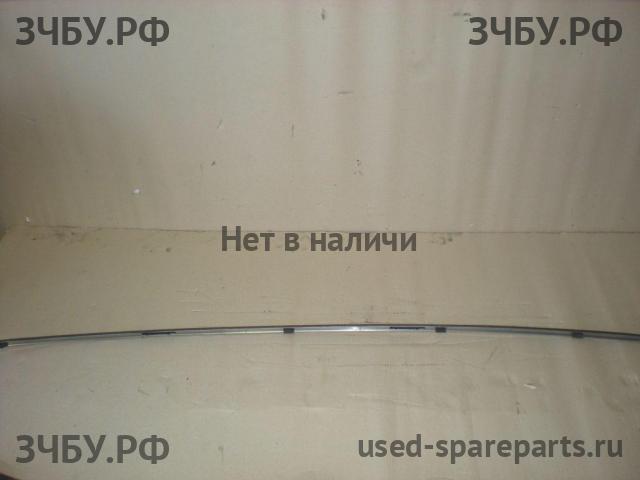 ЗЧБУ.РФ ЗЧБУ.РФ
Нет в наличи
ЗЧБУ.РФ used-spareparts.ru